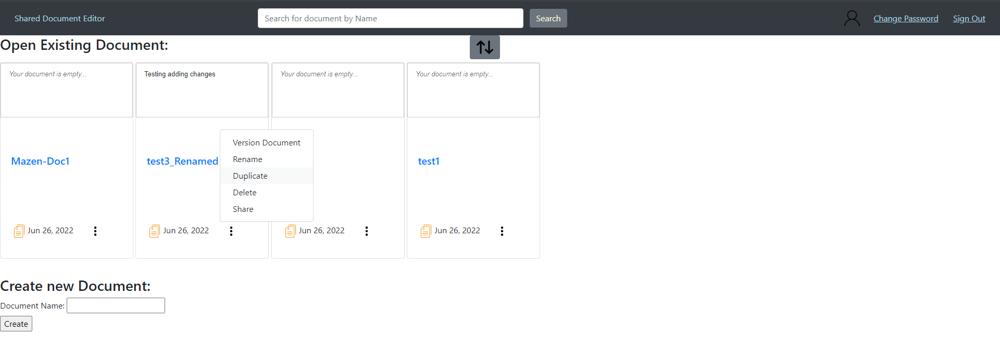 Shared Document Editor
Search for document by Name
Search
Change Password
Sign Out
Open Existing Document:
Your document is empty...
Testing adding changes
Your document is empty...
Your document is empty...
Mazen-Doc1
test3_Renamed
test1
Version Document
Rename
Duplicate
Delete
Share
Jun 26, 2022
Jun 26, 2022
Jun 26, 2022
Jun 26, 2022
Create new Document:
Document Name:
Create